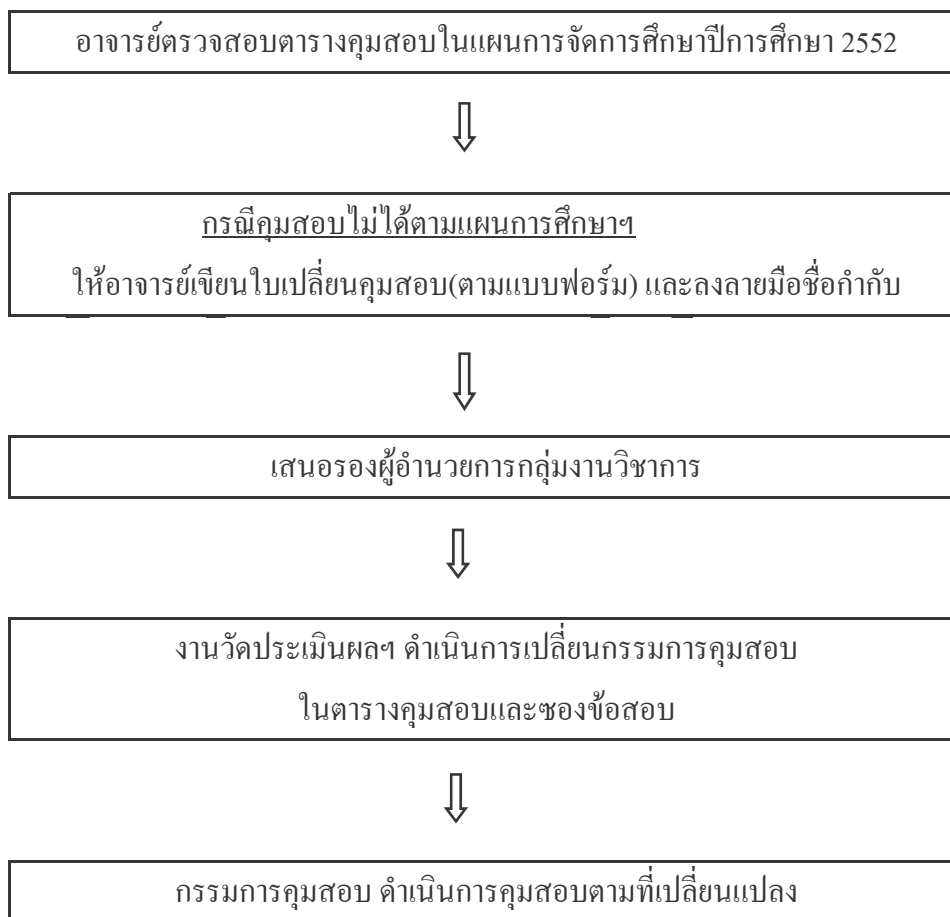 อาจารย์ตรวจสอบตารางคุมสอบในแผนการจัดการศึกษาปีการศึกษา 2552
กรณีคุมสอบไม่ได้ตามแผนการศึกษาฯ
ให้อาจารย์เขียนใบเปลี่ยนคุมสอบ(ตามแบบฟอร์ม) และลงลายมือชื่อกำกับ
เสนอรองผู้อำนวยการกลุ่มงานวิชาการ
งานวัดประเมินผลฯ ดำเนินการเปลี่ยนกรรมการคุมสอบ
ในตารางคุมสอบและซองข้อสอบ
กรรมการคุมสอบ ดำเนินการคุมสอบตามที่เปลี่ยนแปลง